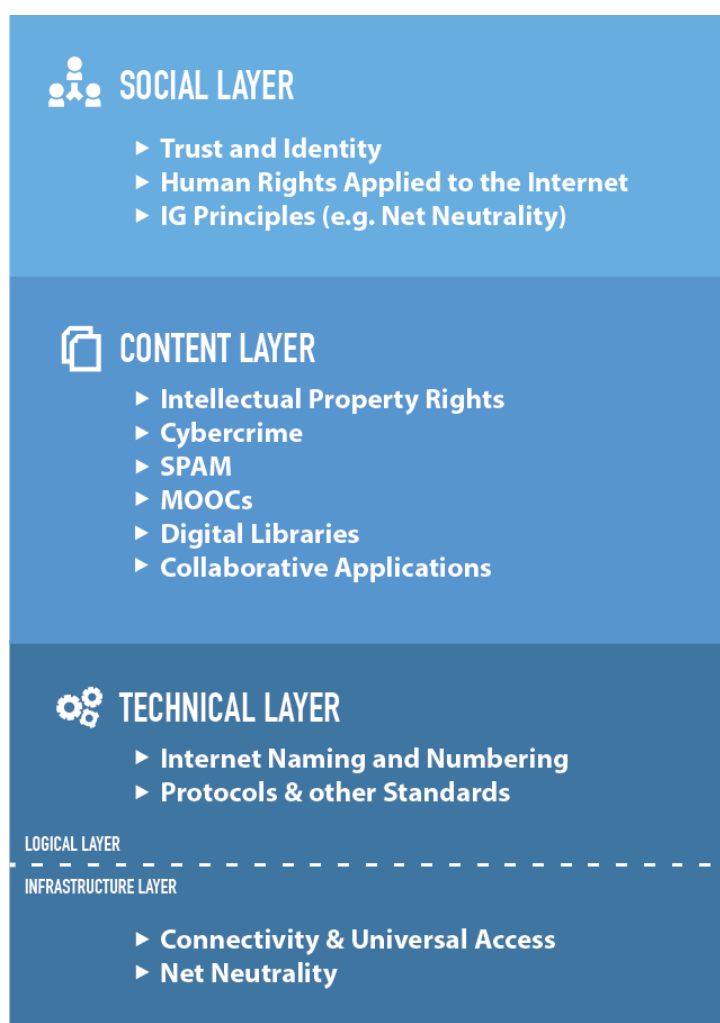 SOCIAL LAYER
Trust and Identity
Human Rights Applied to the Internet
IG Principles (e.g. Net Neutrality)
CONTENT LAYER
Intellectual Property Rights
Cybercrime
SPAM
MOOCs
Digital Libraries
Collaborative Applications
TECHNICAL LAYER
Internet Naming and Numbering
Protocols & other Standards
LOGICAL LAYER
INFRASTRUCTURE LAYER
Connectivity & Universal Access
Net Neutrality